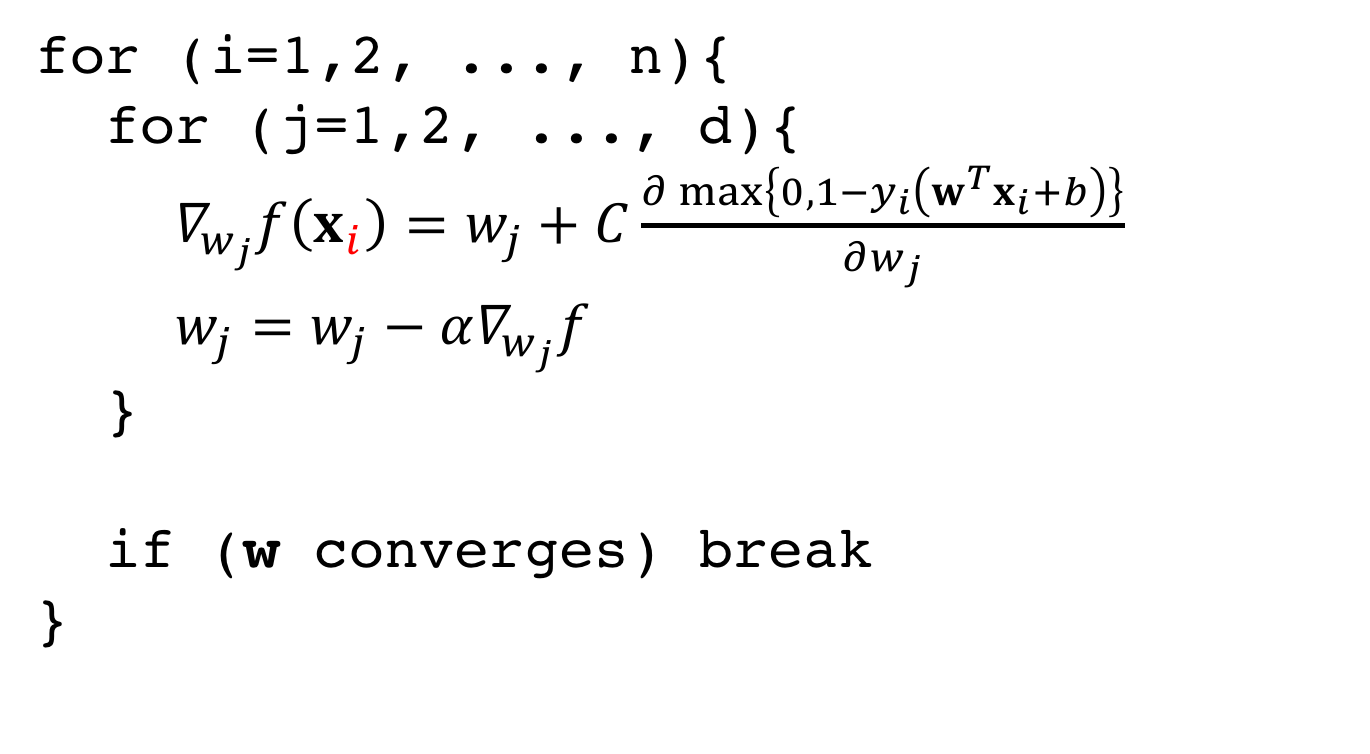 for (i=1,2, ..., n){
for (j=1,2, ..., d){
∇_{w_j} f(𝐱_i) = w_j + C \frac{∂ max{0,1−y_i(𝐰^T 𝐱_i+b)}}{∂w_j}
w_j = w_j − α∇_{w_j} f
}
if (w converges) break
}